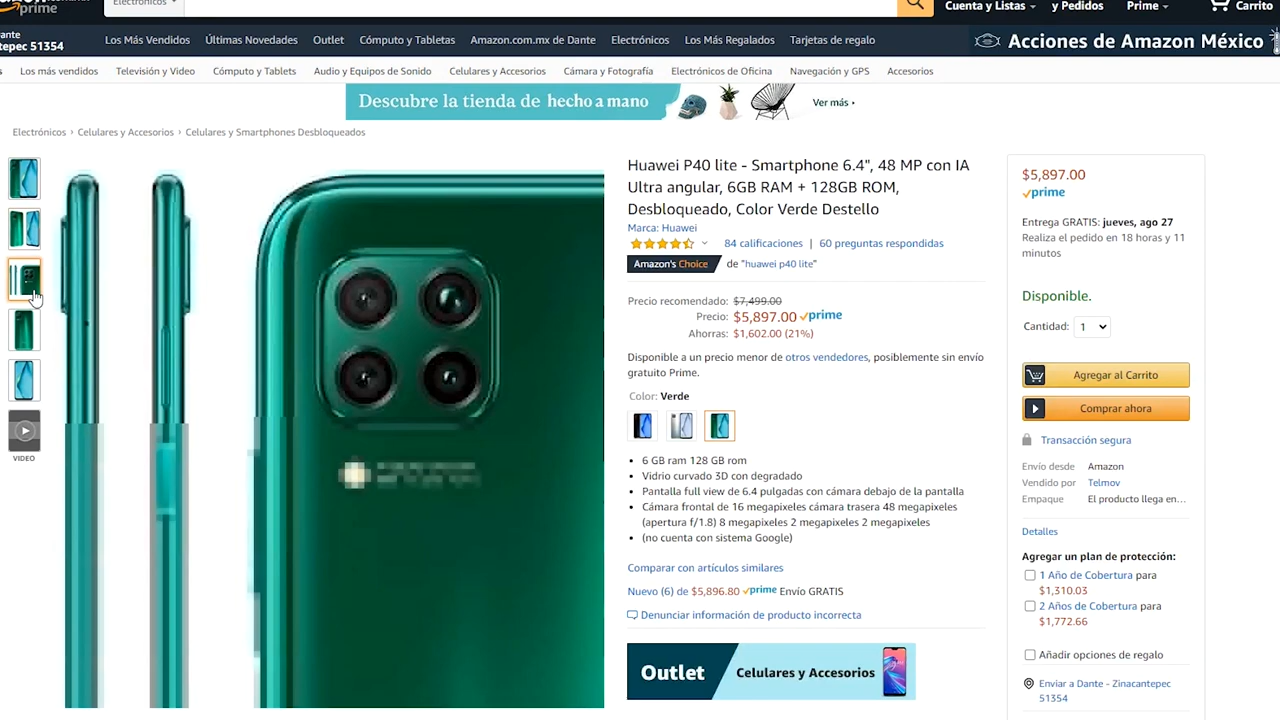 prime
Electrónicos
Cuenta y Listas
y Pedidos
Prime
Carrito
Dante
tepec 51354
Los Más Vendidos
Últimas Novedades
Outlet
Cómputo y Tabletas
Amazon.com.mx de Dante
Electrónicos
Los Más Regalados
Tarjetas de regalo
Acciones de Amazon México
Los más vendidos
Televisión y Video
Cómputo y Tablets
Audio y Equipos de Sonido
Celulares y Accesorios
Cámara y Fotografía
Electrónicos de Oficina
Navegación y GPS
Accesorios
Descubre la tienda de hecho a mano
Ver más ›
Electrónicos › Celulares y Accesorios › Celulares y Smartphones Desbloqueados
VIDEO
Huawei P40 lite - Smartphone 6.4", 48 MP con IA
Ultra angular, 6GB RAM + 128GB ROM,
Desbloqueado, Color Verde Destello
Marca: Huawei
84 calificaciones | 60 preguntas respondidas
Amazon's Choice de "huawei p40 lite"
Precio recomendado: $7,499.00
Precio: $5,897.00 prime
Ahorras: $1,602.00 (21%)
Disponible a un precio menor de otros vendedores, posiblemente sin envío
gratuito Prime.
Color: Verde
• 6 GB ram 128 GB rom
• Vidrio curvado 3D con degradado
• Pantalla full view de 6.4 pulgadas con cámara debajo de la pantalla
• Cámara frontal de 16 megapixeles cámara trasera 48 megapixeles
(apertura f/1.8) 8 megapixeles 2 megapixeles 2 megapixeles
• (no cuenta con sistema Google)
Comparar con artículos similares
Nuevo (6) de $5,896.80 prime Envío GRATIS
Denunciar información de producto incorrecta
Outlet
Celulares y Accesorios
$5,897.00
prime
Entrega GRATIS: jueves, ago 27
Realiza el pedido en 18 horas y 11
minutos
Disponible.
Cantidad: 1
Agregar al Carrito
Comprar ahora
Transacción segura
Envío desde Amazon
Vendido por Telmov
Empaque El producto llega en...
Detalles
Agregar un plan de protección:
1 Año de Cobertura para
$1,310.03
2 Años de Cobertura para
$1,772.66
Añadir opciones de regalo
Enviar a Dante - Zinacantepec
51354